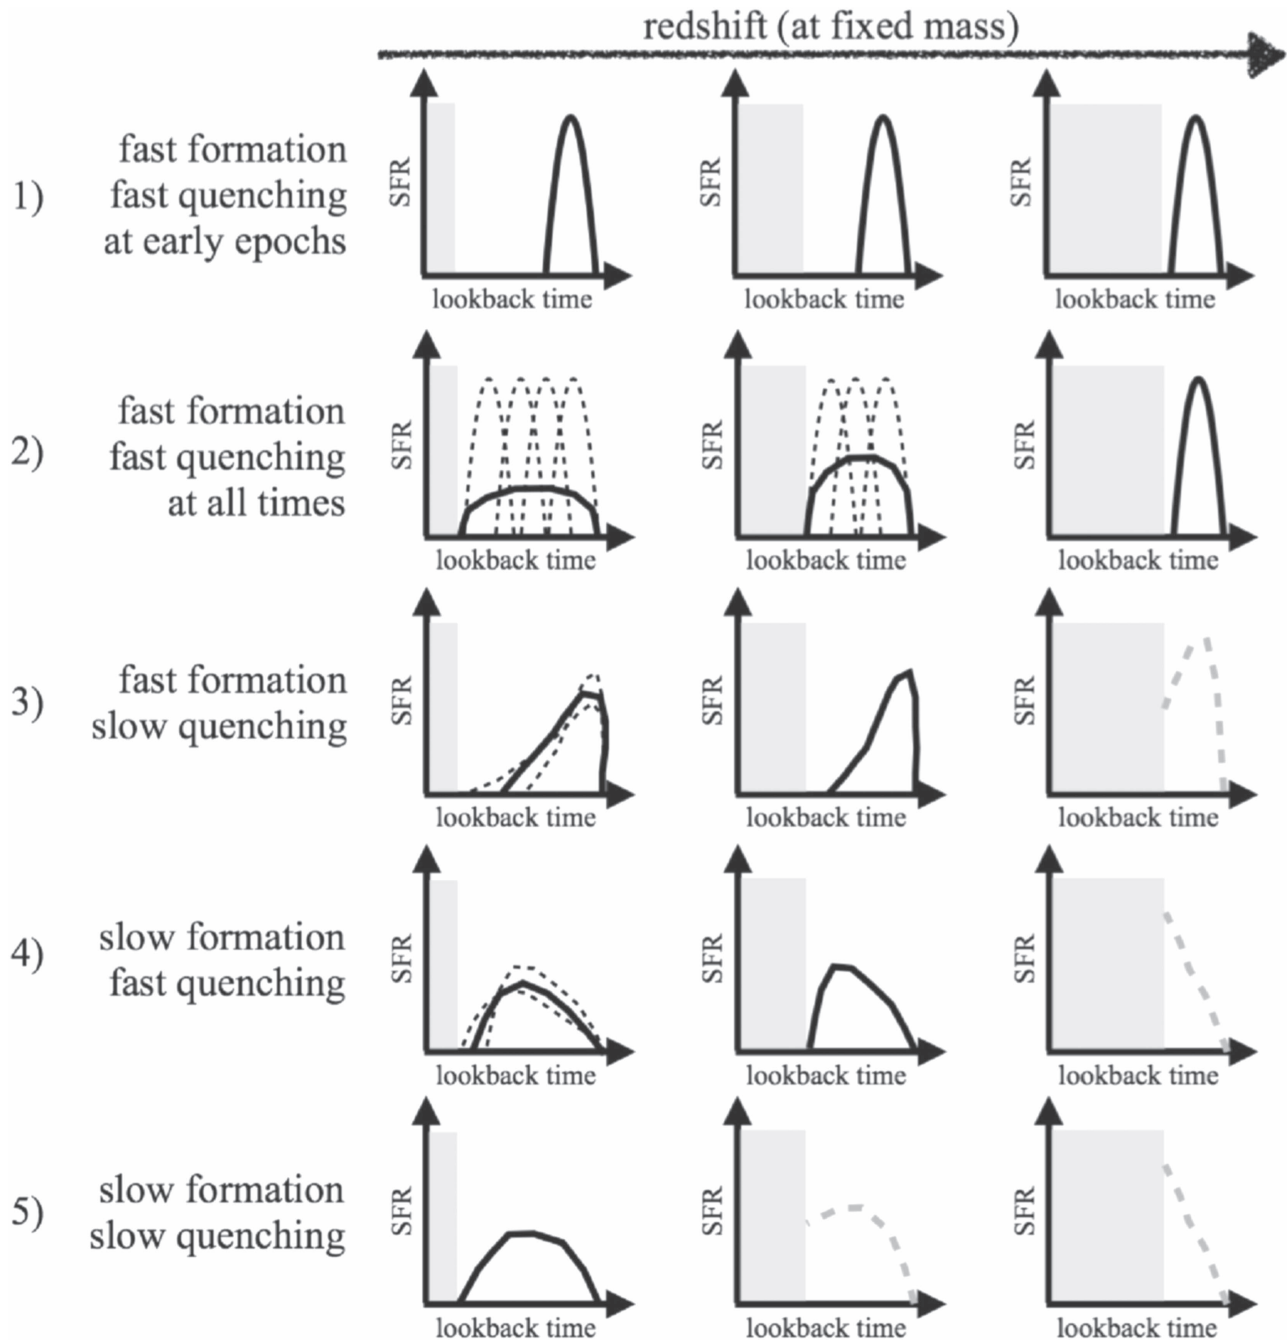 redshift (at fixed mass)
1)
fast formation
fast quenching
at early epochs
SFR
lookback time
SFR
lookback time
SFR
lookback time
2)
fast formation
fast quenching
at all times
SFR
lookback time
SFR
lookback time
SFR
lookback time
3)
fast formation
slow quenching
SFR
lookback time
SFR
lookback time
SFR
lookback time
4)
slow formation
fast quenching
SFR
lookback time
SFR
lookback time
SFR
lookback time
5)
slow formation
slow quenching
SFR
lookback time
SFR
lookback time
SFR
lookback time